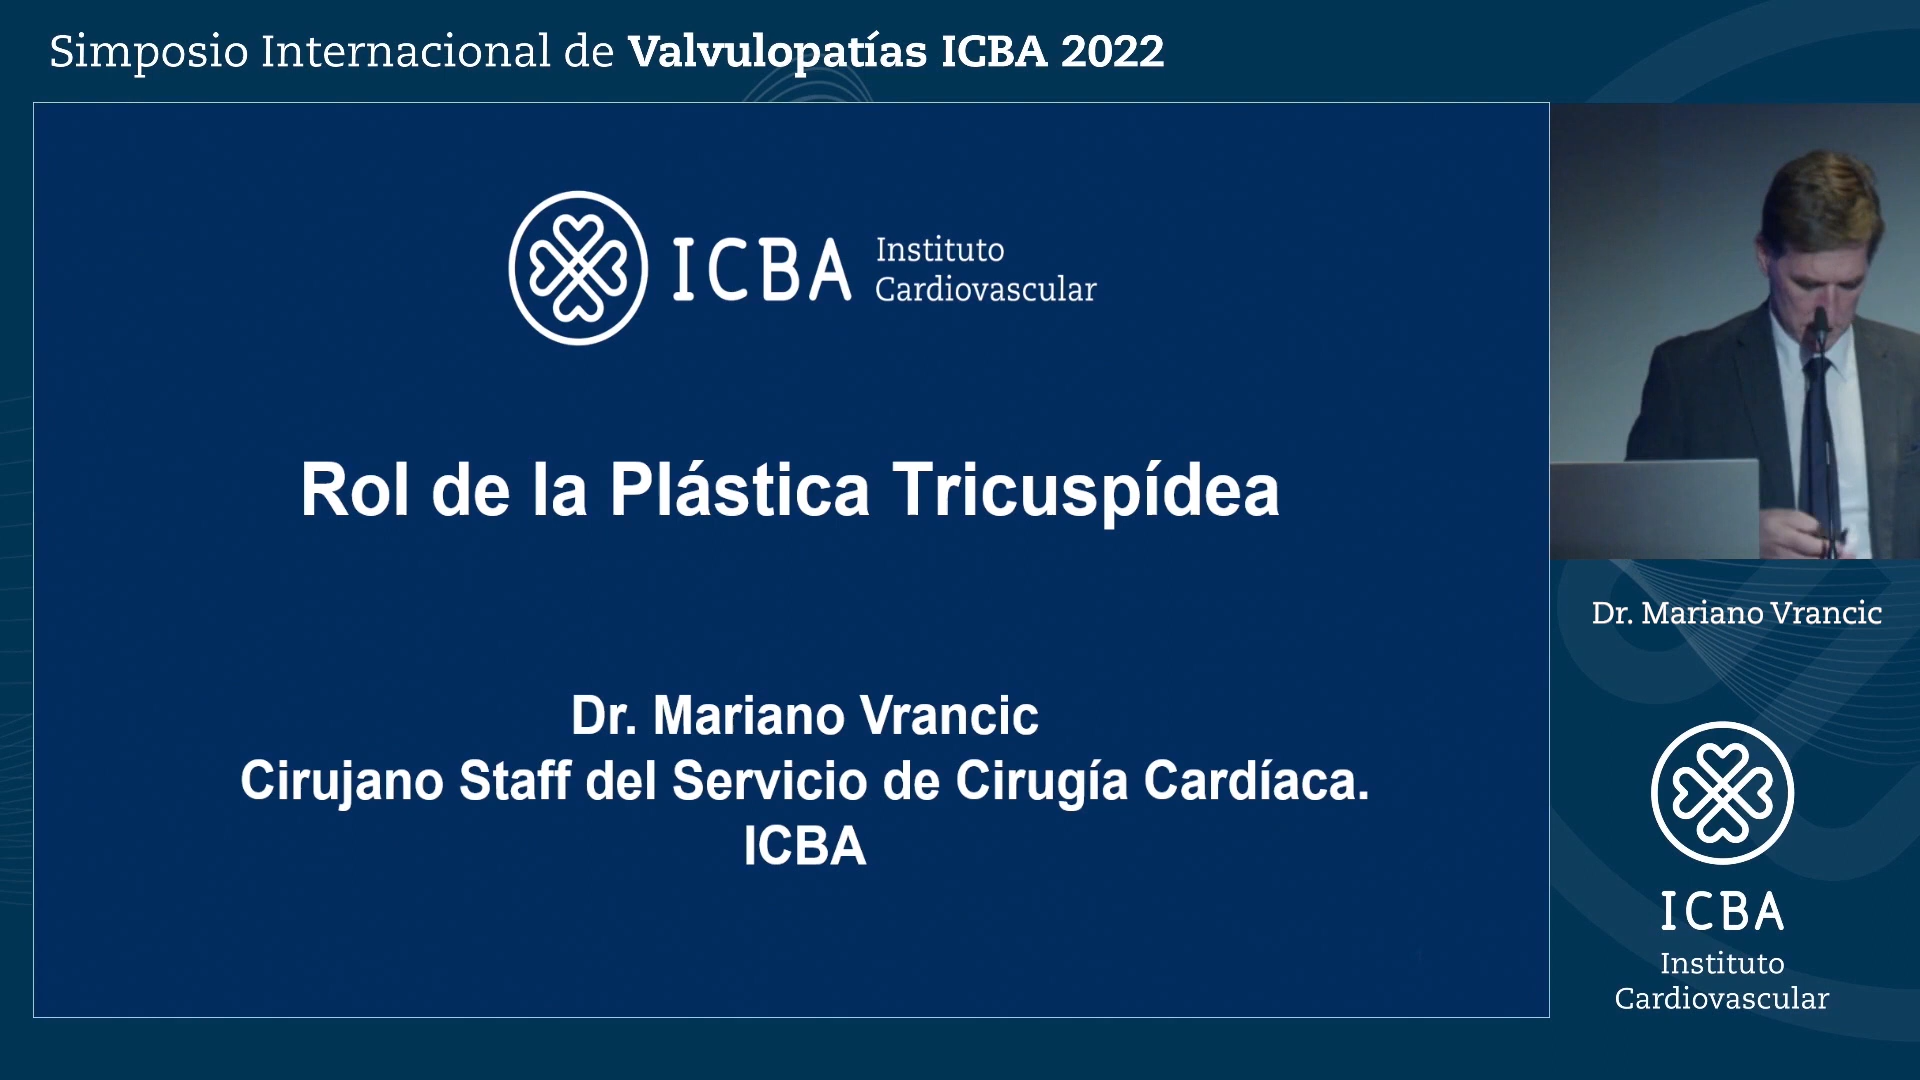 Simposio Internacional de Valvulopatías ICBA 2022
ICBA
Instituto
Cardiovascular
Rol de la Plástica Tricuspídea
Dr. Mariano Vrancic
Cirujano Staff del Servicio de Cirugía Cardíaca.
ICBA
Dr. Mariano Vrancic
ICBA
Instituto
Cardiovascular